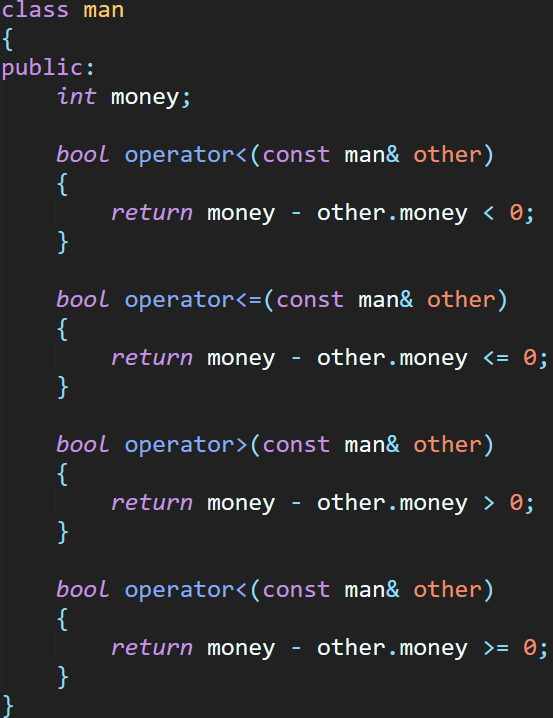 class man
{
public:
    int money;

    bool operator<(const man& other)
    {
        return money - other.money < 0;
    }

    bool operator<=(const man& other)
    {
        return money - other.money <= 0;
    }

    bool operator>(const man& other)
    {
        return money - other.money > 0;
    }

    bool operator<(const man& other)
    {
        return money - other.money >= 0;
    }
}